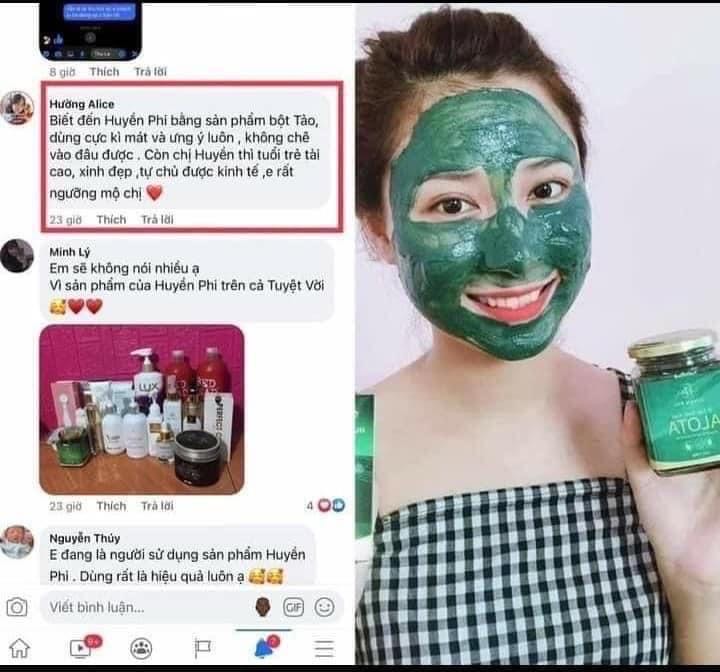 8 giờ Thích Trả lời
Hường Alice
Biết đến Huyền Phi bằng sản phẩm bột Tảo,
dùng cực kì mát và ưng ý luôn , không chê
vào đâu được . Còn chị Huyền thì tuổi trẻ tài
cao, xinh đẹp ,tự chủ được kinh tế ,e rất
ngưỡng mộ chị
23 giờ Thích Trả lời
Minh Lý
Em sẽ không nói nhiều ạ
Vì sản phẩm của Huyền Phi trên cả Tuyệt Vời
LUX
RED
PERFECT
23 giờ Thích Trả lời 4
Nguyễn Thúy
E đang là người sử dụng sản phẩm Huyền
Phi . Dùng rất là hiệu quả luôn ạ
Viết bình luận...
GIF
9+
7
ALOTA